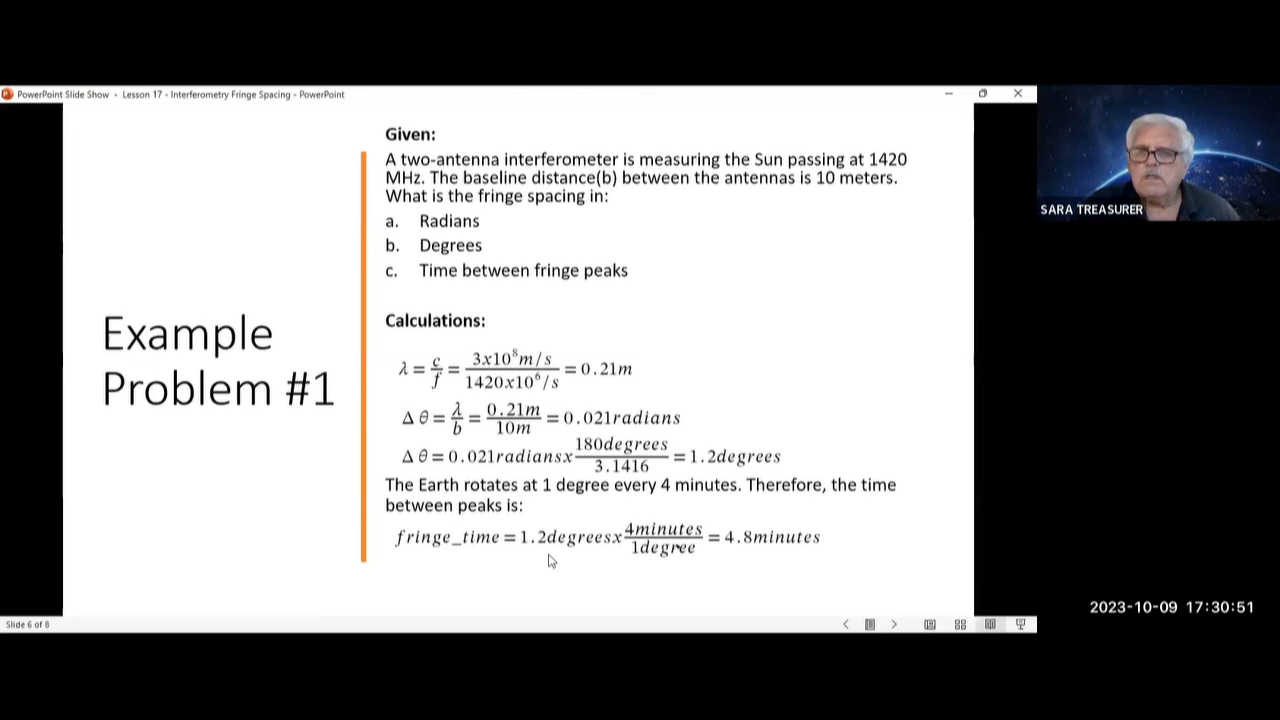 PowerPoint Slide Show - Lesson 17 - Interferometry Fringe Spacing - PowerPoint
Given:
A two-antenna interferometer is measuring the Sun passing at 1420
MHz. The baseline distance(b) between the antennas is 10 meters.
What is the fringe spacing in:
a. Radians
b. Degrees
c. Time between fringe peaks
Example
Problem #1
Calculations:
λ = c/f = 3x10⁸m/s / 1420x10⁶/s = 0.21m
Δθ = λ/b = 0.21m/10m = 0.021radians
Δθ = 0.021radiansx 180degrees/3.1416 = 1.2degrees
The Earth rotates at 1 degree every 4 minutes. Therefore, the time
between peaks is:
fringe_time = 1.2degreesx 4minutes/1degree = 4.8minutes
Slide 6 of 8
SARA TREASURER
2023-10-09 17:30:51